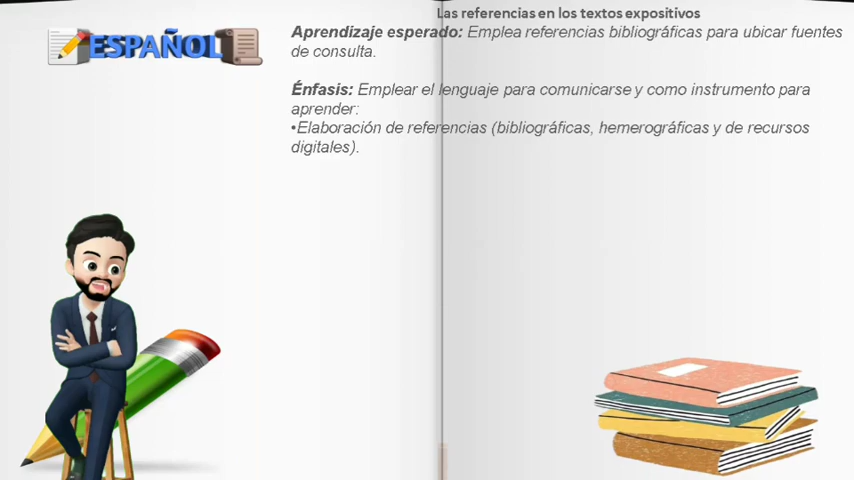 Las referencias en los textos expositivos
ESPAÑOL
Aprendizaje esperado: Emplea referencias bibliográficas para ubicar fuentes
de consulta.
Énfasis: Emplear el lenguaje para comunicarse y como instrumento para
aprender:
•Elaboración de referencias (bibliográficas, hemerográficas y de recursos
digitales).